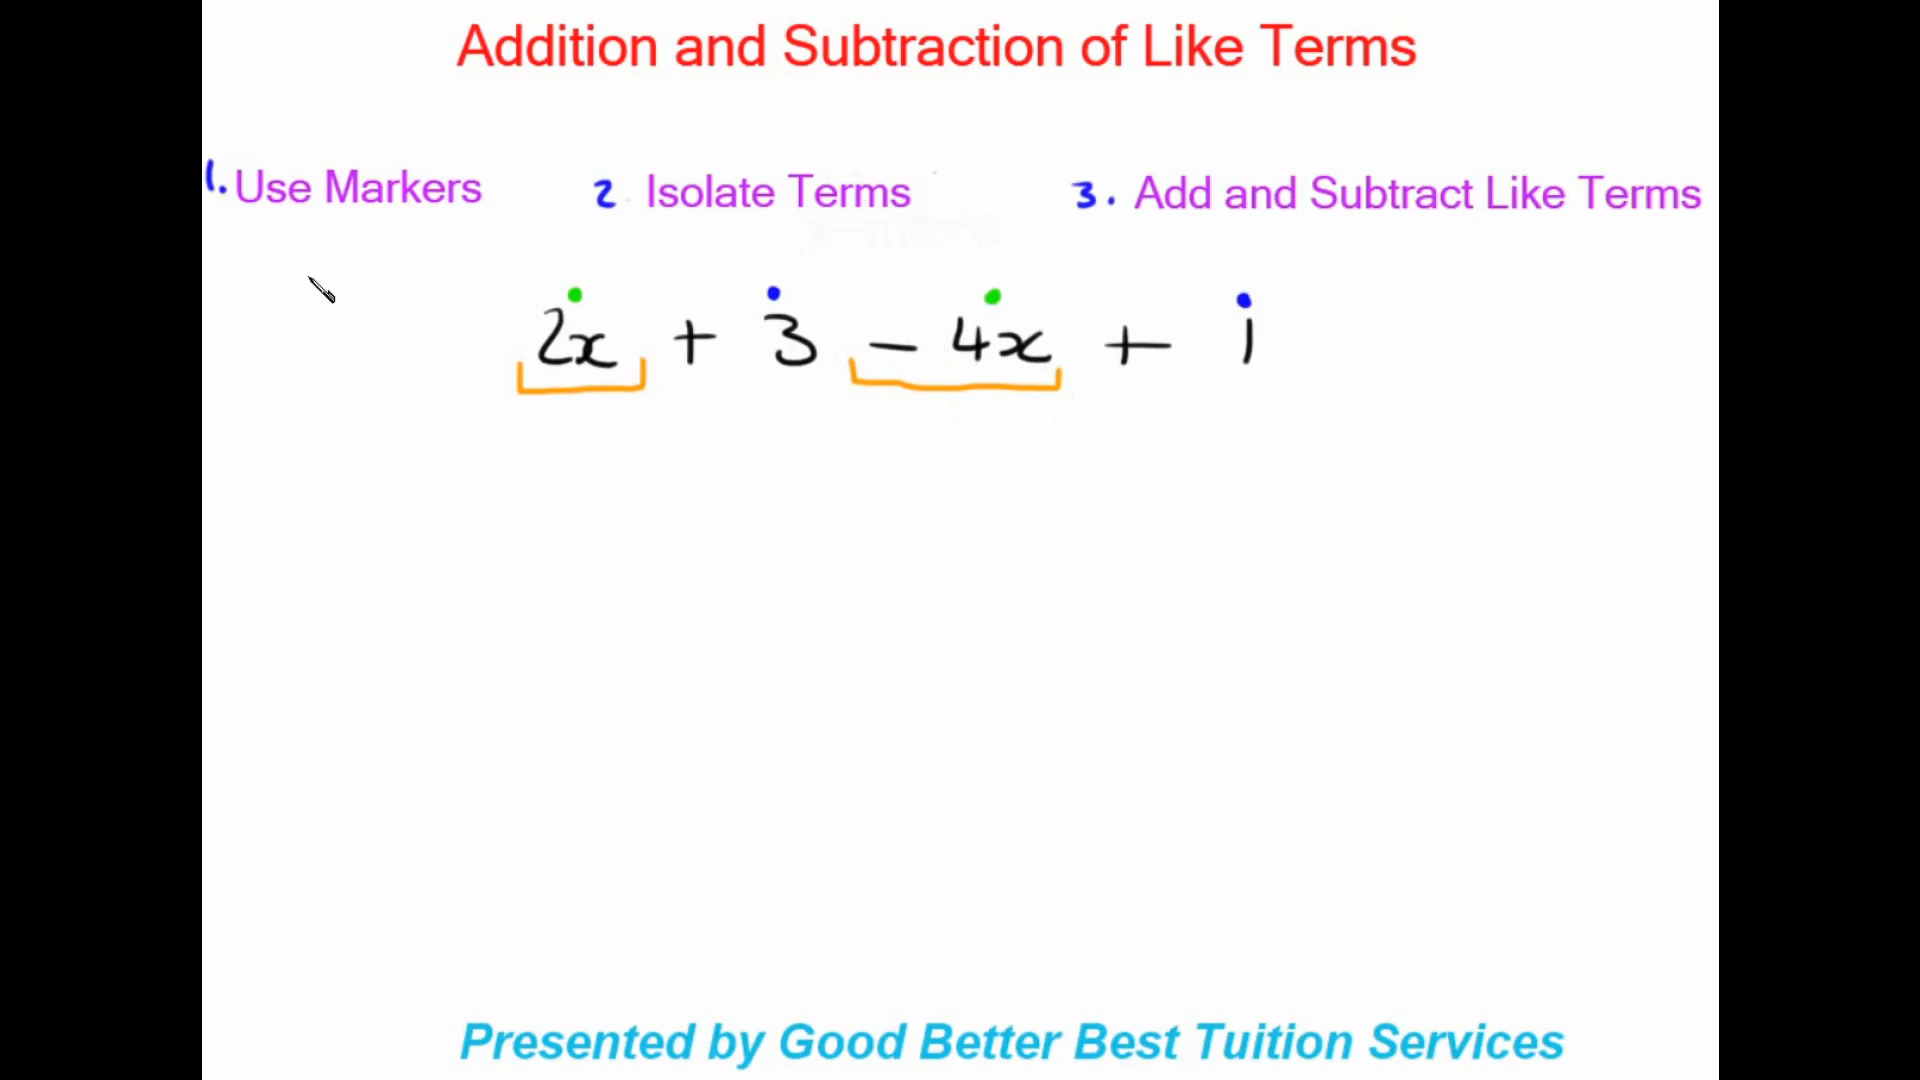 Addition and Subtraction of Like Terms
1. Use Markers 2 Isolate Terms 3. Add and Subtract Like Terms
2x + 3 - 4x + 1
Presented by Good Better Best Tuition Services